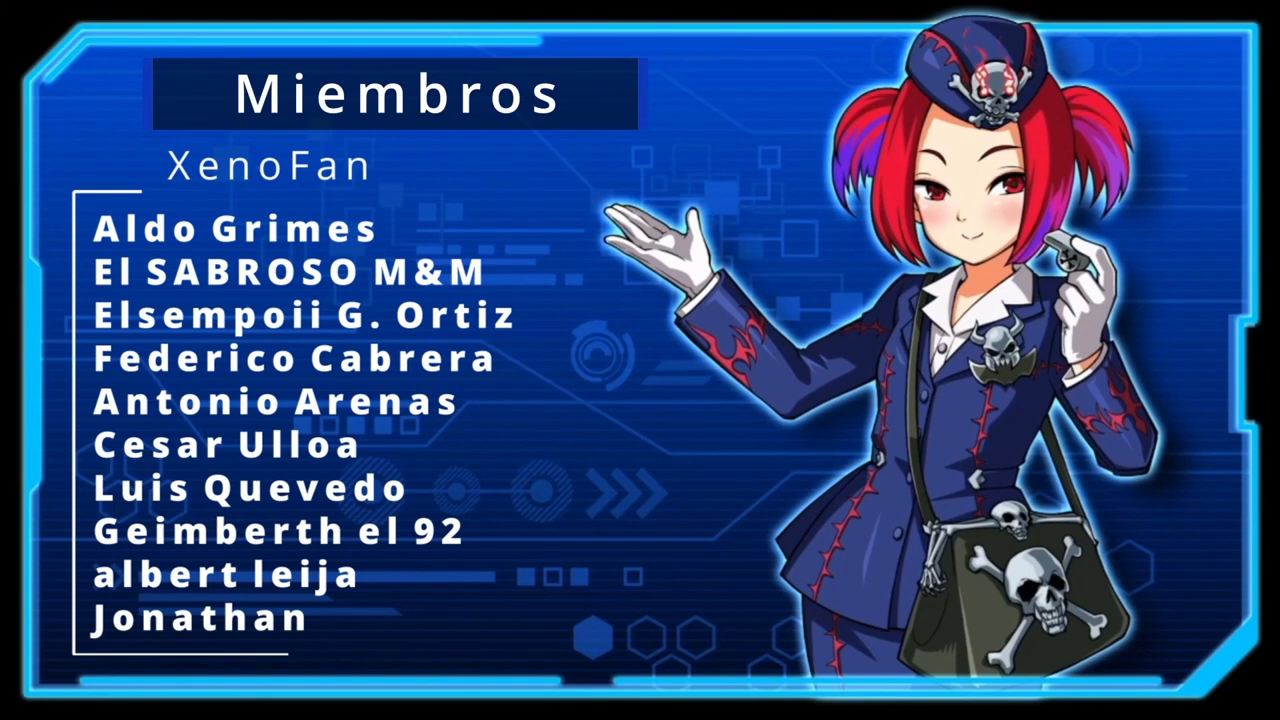 Miembros
XenoFan
Aldo Grimes
El SABROSO M&M
Elsempoii G. Ortiz
Federico Cabrera
Antonio Arenas
Cesar Ulloa
Luis Quevedo
Geimberth el 92
albert leija
Jonathan